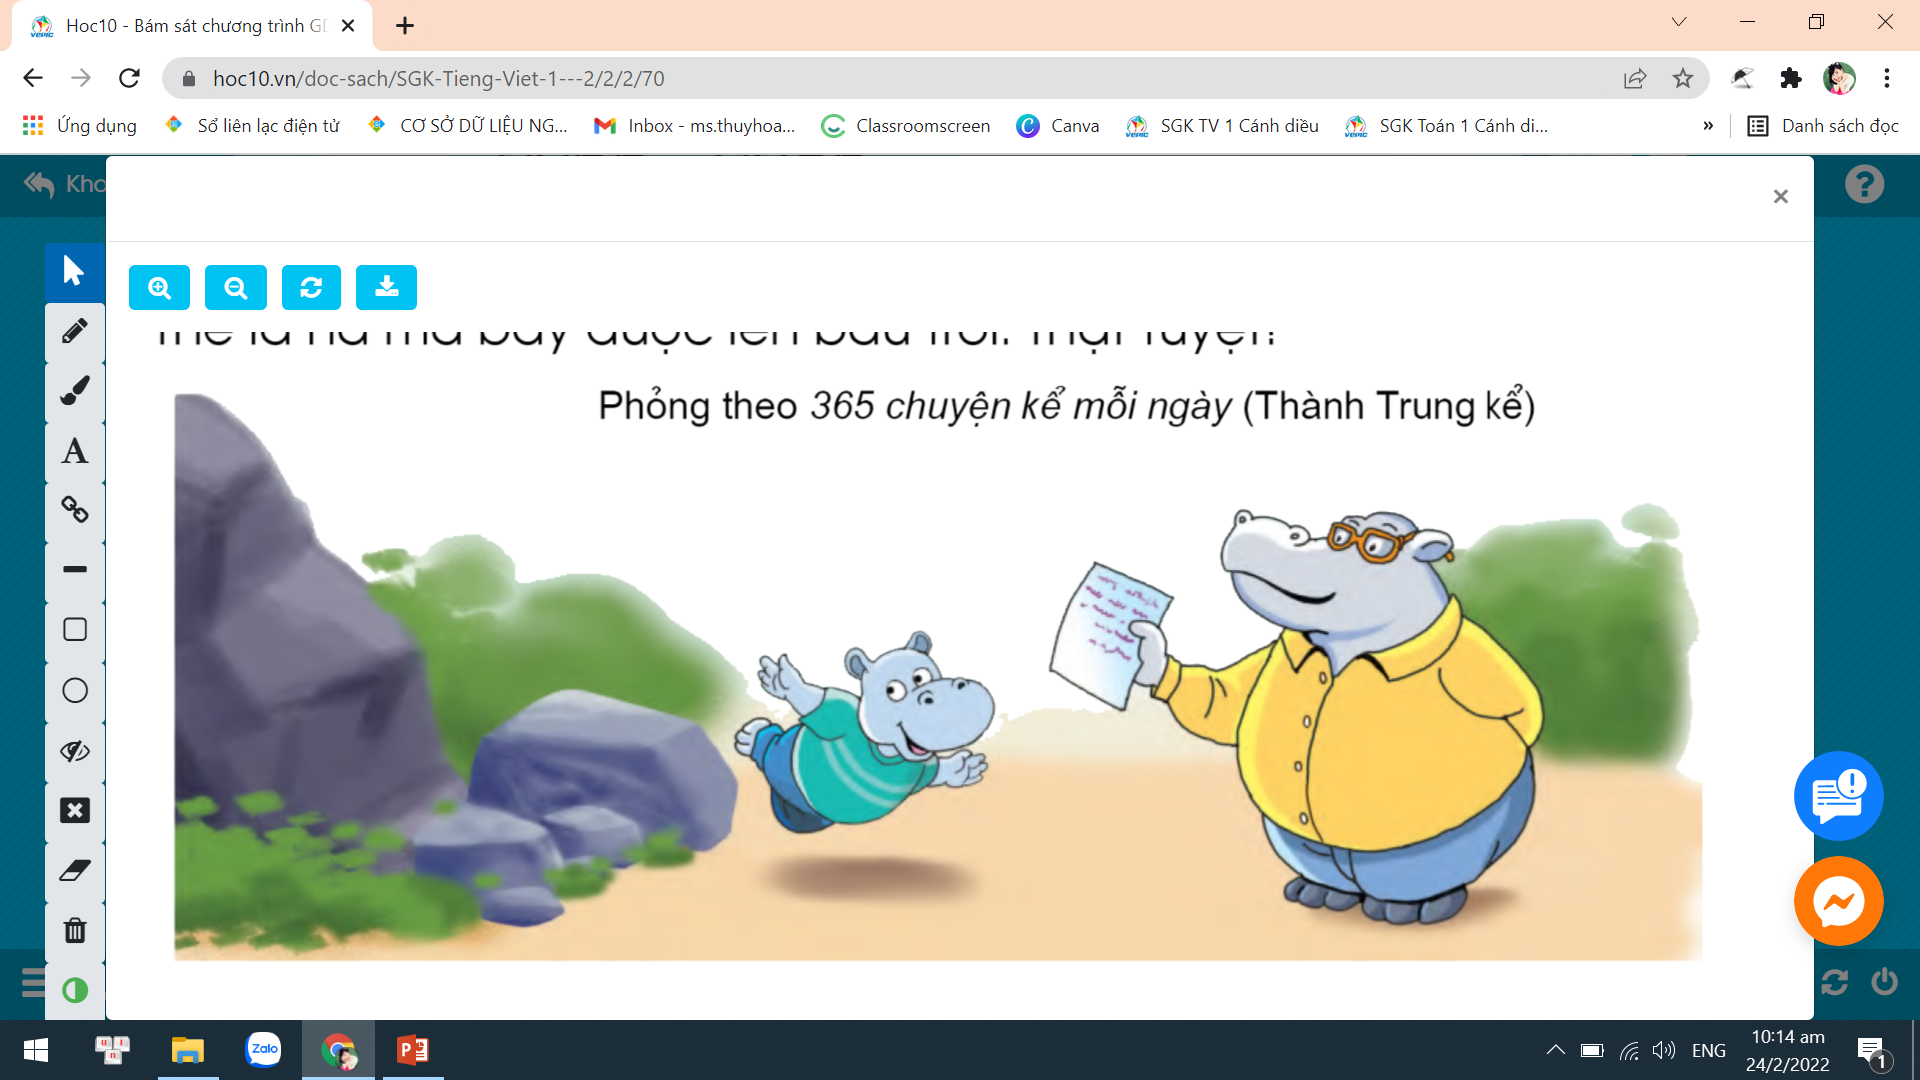 Hoc10 - Bám sát chương trình GD
hoc10.vn/doc-sach/SGK-Tieng-Viet-1---2/2/2/70
Ứng dụng Sổ liên lạc điện tử CƠ SỞ DỮ LIỆU NG... Inbox - ms.thuyhoa... Classroomscreen Canva SGK TV 1 Cánh diều SGK Toán 1 Cánh di... » Danh sách đọc
Kho
Phỏng theo 365 chuyện kể mỗi ngày (Thành Trung kể)
ENG
10:14 am
24/2/2022
1
Zalo